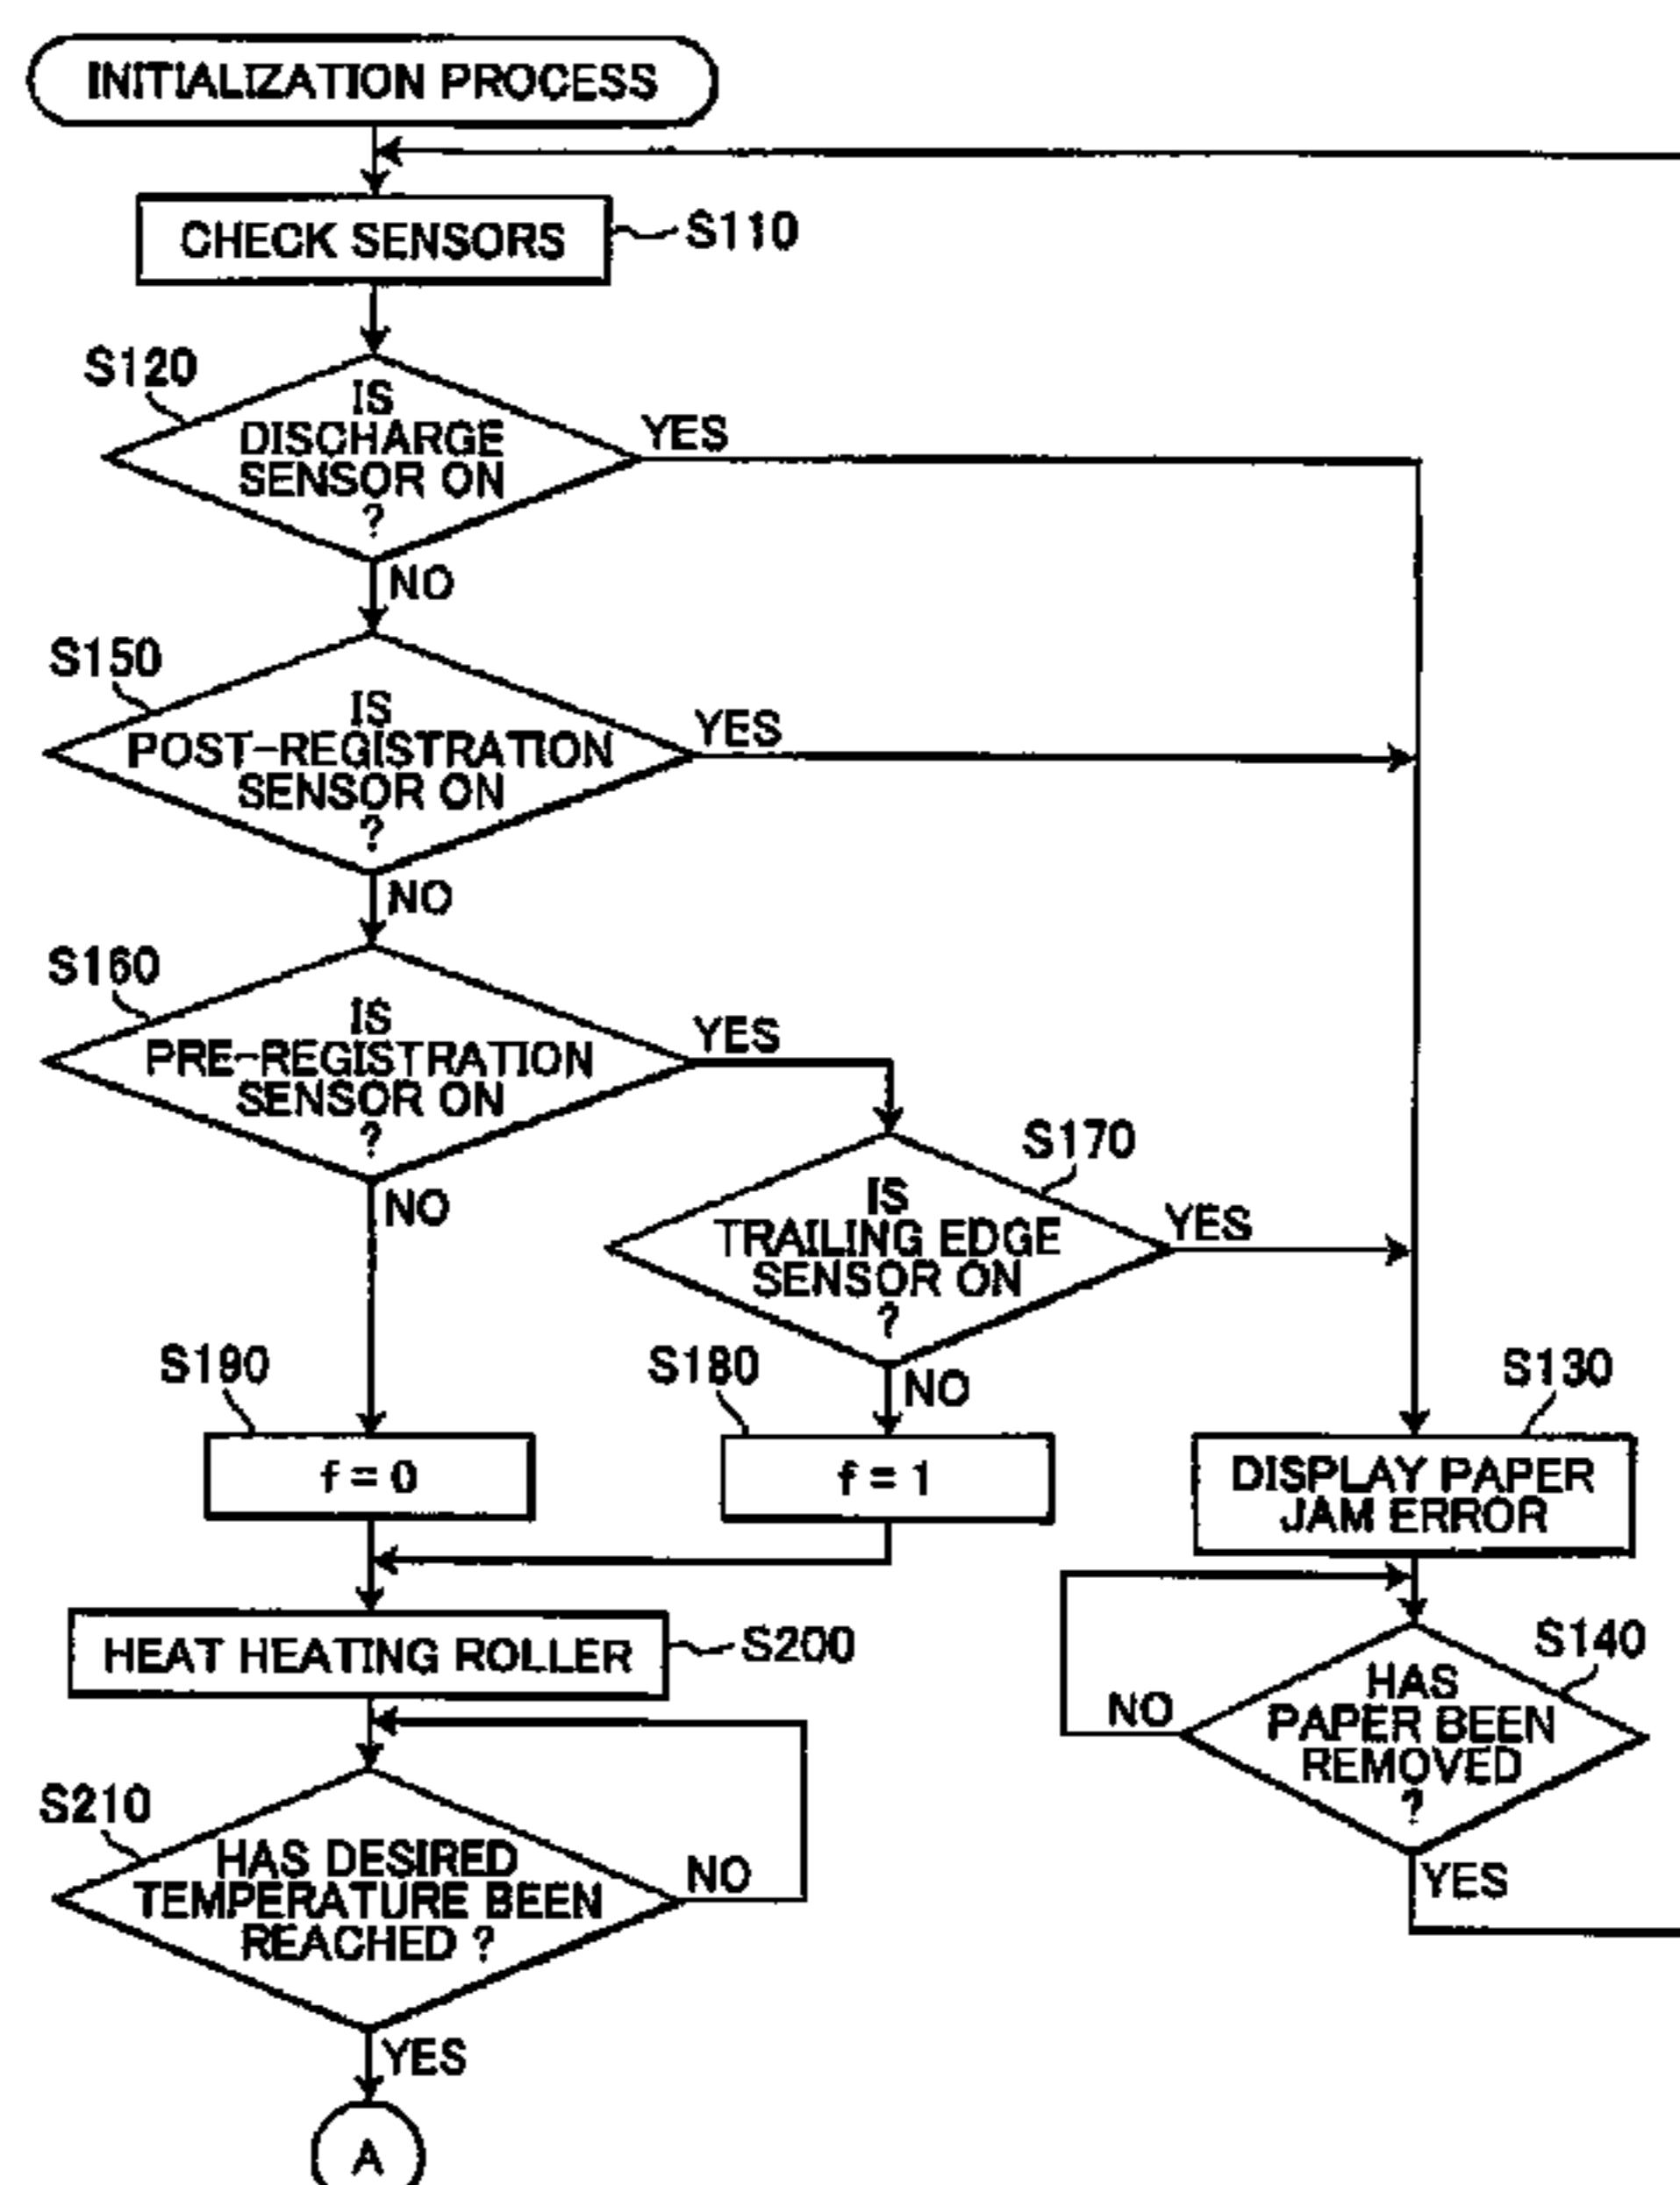 INITIALIZATION PROCESS
CHECK SENSORS
S110
S120
IS
DISCHARGE
SENSOR ON
?
YES
NO
S150
IS
POST-REGISTRATION
SENSOR ON
?
YES
NO
S160
IS
PRE-REGISTRATION
SENSOR ON
?
YES
NO
S170
IS
TRAILING EDGE
SENSOR ON
?
YES
NO
S190
f = 0
S180
f = 1
S130
DISPLAY PAPER
JAM ERROR
HEAT HEATING ROLLER
S200
S140
HAS
PAPER BEEN
REMOVED
?
NO
YES
S210
HAS DESIRED
TEMPERATURE BEEN
REACHED ?
NO
YES
A